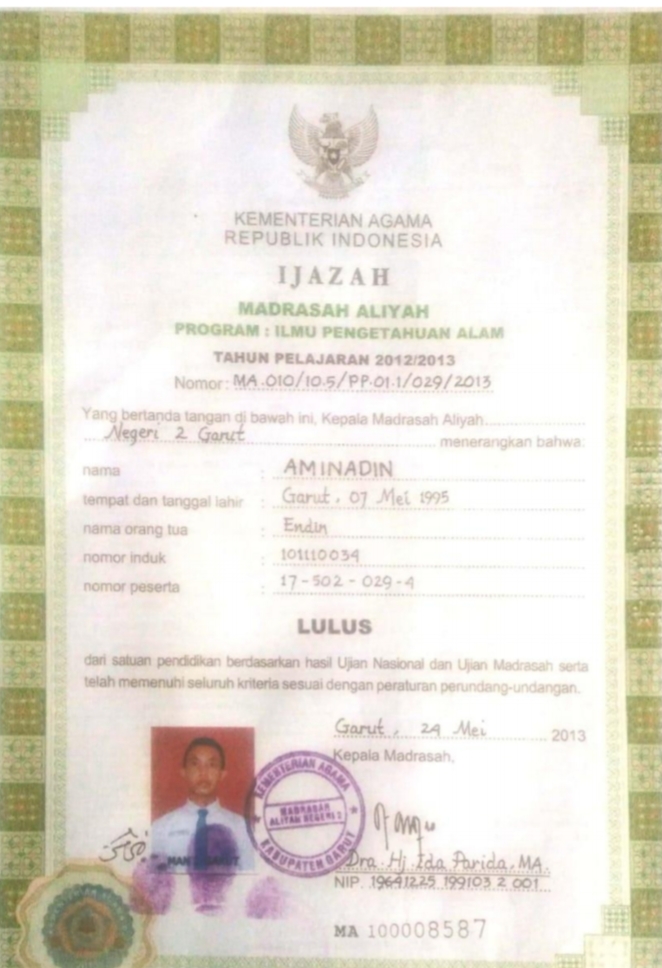 KEMENTERIAN AGAMA
REPUBLIK INDONESIA
IJAZAH
MADRASAH ALIYAH
PROGRAM : ILMU PENGETAHUAN ALAM
TAHUN PELAJARAN 2012/2013
Nomor: MA.010/10.5/PP.01.1/029/2013
Yang bertanda tangan di bawah ini, Kepala Madrasah Aliyah
Negeri 2 Garut menerangkan bahwa:
nama : AMINADIN
tempat dan tanggal lahir : Garut, 07 Mei 1995
nama orang tua : Endin
nomor induk : 101110034
nomor peserta : 17-502-029-4
LULUS
dari satuan pendidikan berdasarkan hasil Ujian Nasional dan Ujian Madrasah serta
telah memenuhi seluruh kriteria sesuai dengan peraturan perundang-undangan.
Garut, 24 Mei 2013
Kepala Madrasah,
KEMENTERIAN AGAMA
MADRASAH
ALIYAH NEGERI 2
KABUPATEN GARUT
Dra. Hj. Ida Parida. MA.
NIP. 19641225 199103 2 001
MA 100008587